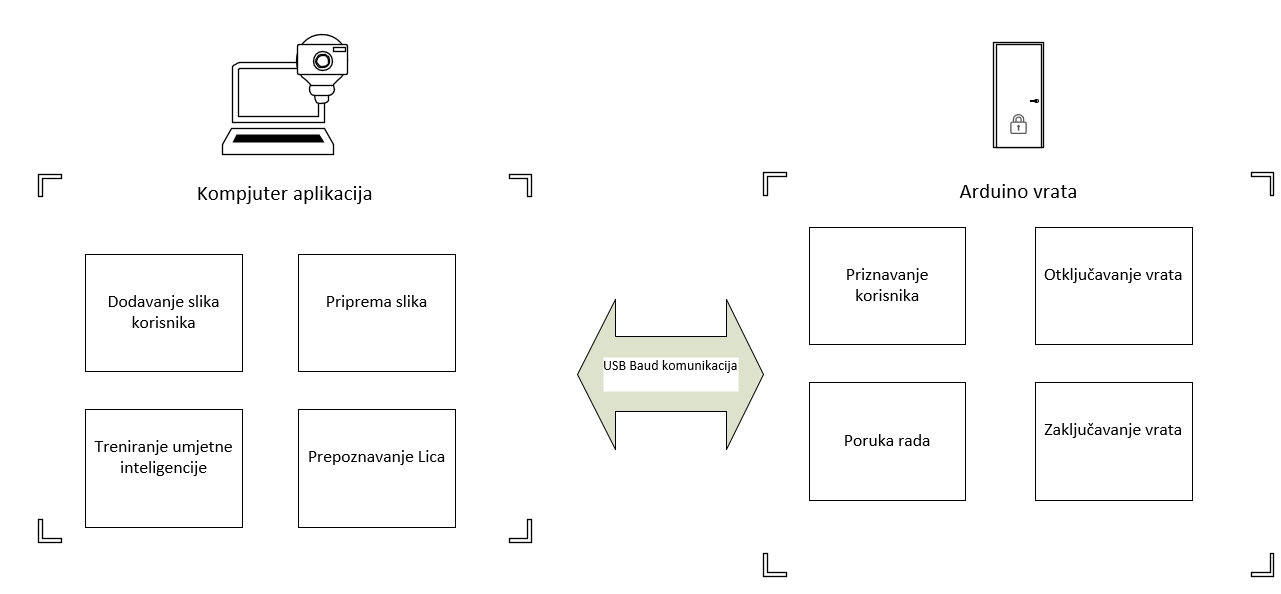 Kompjuter aplikacija
Dodavanje slika
korisnika
Priprema slika
Treniranje umjetne
inteligencije
Prepoznavanje Lica
USB Baud komunikacija
Arduino vrata
Priznavanje
korisnika
Otključavanje vrata
Poruka rada
Zaključavanje vrata